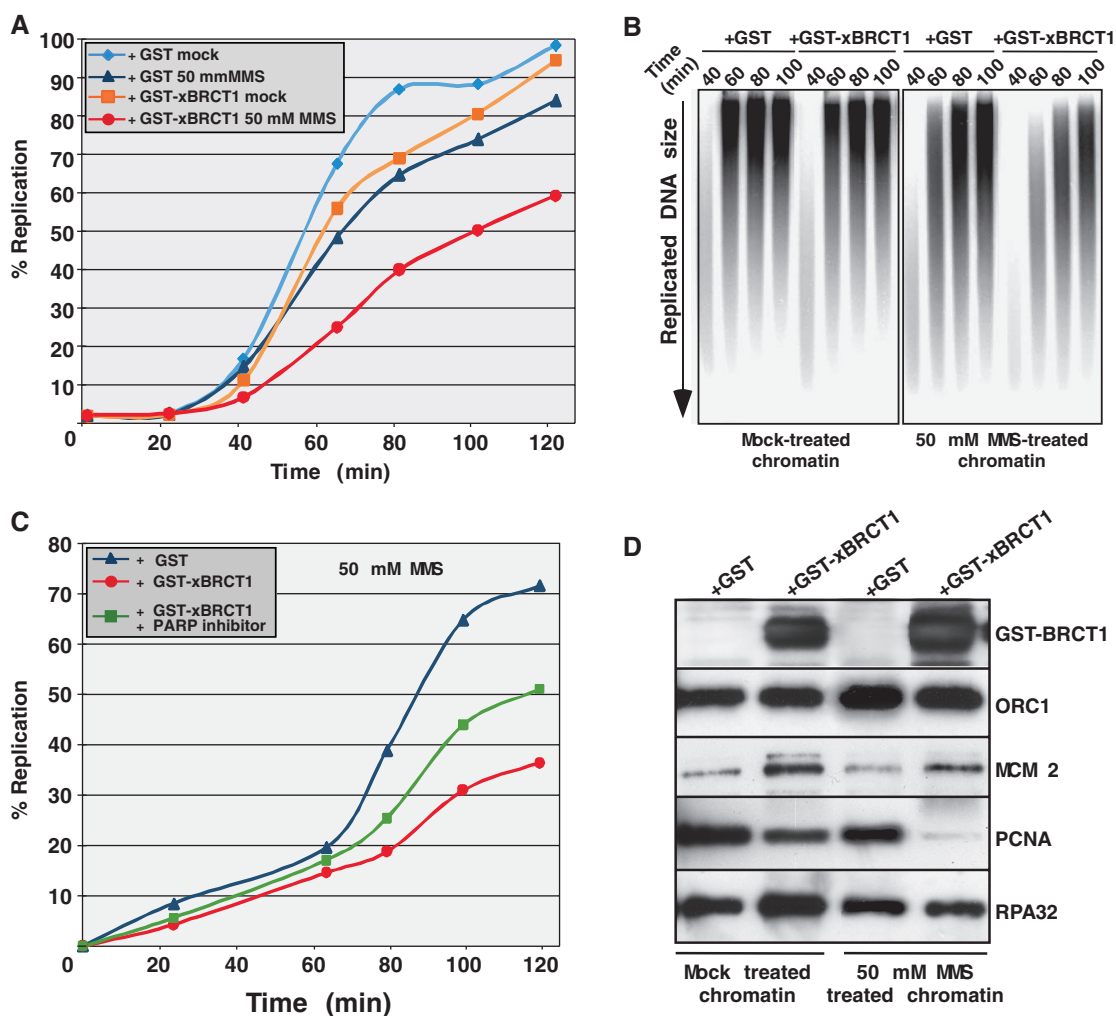 A
100
90
80
70
60
50
40
30
20
10
0
% Replication
+ GST mock
+ GST 50 mmMMS
+ GST-xBRCT1 mock
+ GST-xBRCT1 50 mM MMS
0 20 40 60 80 100 120
Time (min)
B
+GST +GST-xBRCT1 +GST +GST-xBRCT1
Time (min)
40 60 80 100 40 60 80 100 40 60 80 100 40 60 80 100
Replicated DNA size
Mock-treated chromatin
50 mM MMS-treated chromatin
C
80
70
60
50
40
30
20
10
0
% Replication
+ GST
+ GST-xBRCT1
+ GST-xBRCT1
+ PARP inhibitor
50 mM MMS
0 20 40 60 80 100 120
Time (min)
D
+GST +GST-xBRCT1 +GST +GST-xBRCT1
GST-BRCT1
ORC1
MCM 2
PCNA
RPA32
Mock treated chromatin
50 mM MMS treated chromatin